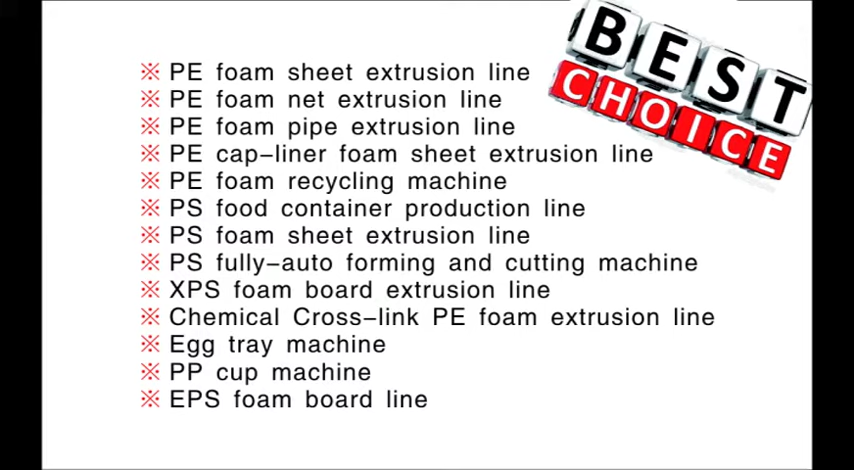 BEST
CHOICE
※ PE foam sheet extrusion line
※ PE foam net extrusion line
※ PE foam pipe extrusion line
※ PE cap-liner foam sheet extrusion line
※ PE foam recycling machine
※ PS food container production line
※ PS foam sheet extrusion line
※ PS fully-auto forming and cutting machine
※ XPS foam board extrusion line
※ Chemical Cross-link PE foam extrusion line
※ Egg tray machine
※ PP cup machine
※ EPS foam board line